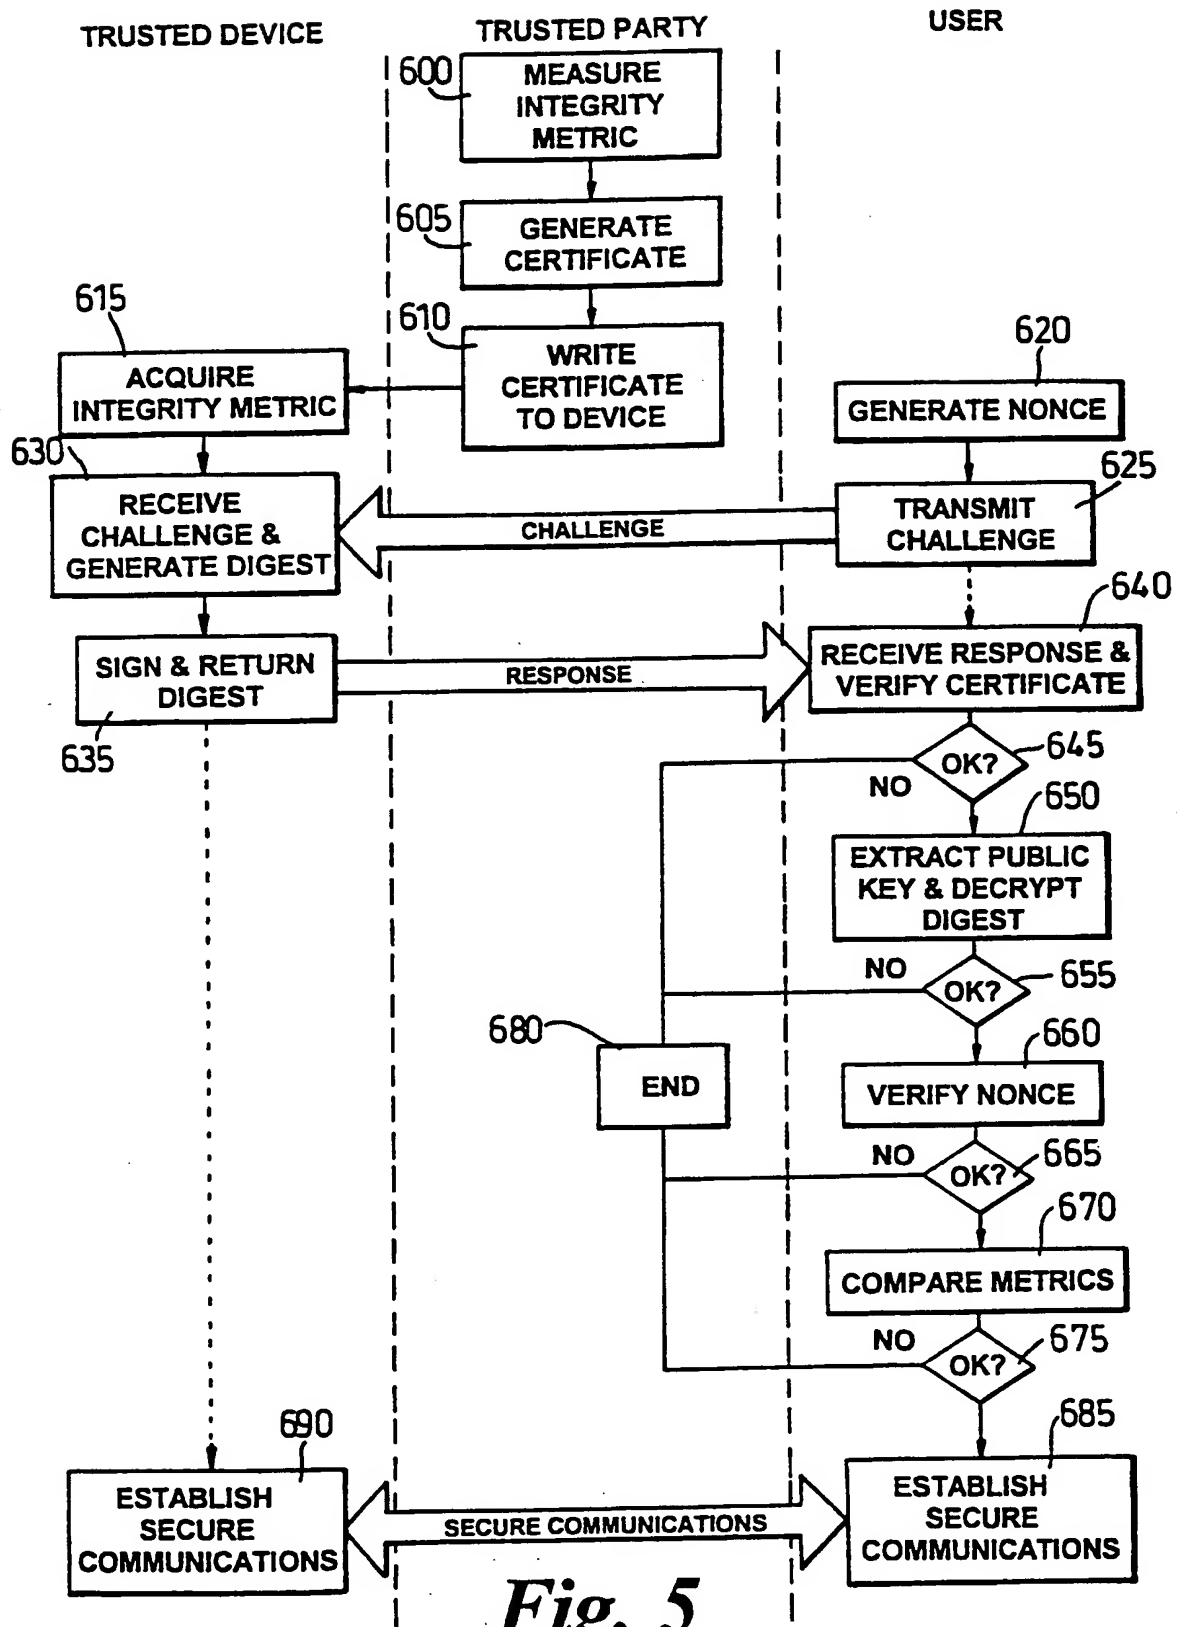 TRUSTED DEVICE
TRUSTED PARTY
USER
600
MEASURE
INTEGRITY
METRIC
605
GENERATE
CERTIFICATE
615
610
WRITE
CERTIFICATE
TO DEVICE
620
ACQUIRE
INTEGRITY METRIC
GENERATE NONCE
630
RECEIVE
CHALLENGE &
GENERATE DIGEST
CHALLENGE
625
TRANSMIT
CHALLENGE
640
SIGN & RETURN
DIGEST
635
RESPONSE
RECEIVE RESPONSE &
VERIFY CERTIFICATE
OK?
645
NO
650
EXTRACT PUBLIC
KEY & DECRYPT
DIGEST
NO
OK?
655
680
END
660
VERIFY NONCE
NO
OK?
665
670
COMPARE METRICS
NO
OK?
675
690
685
ESTABLISH
SECURE
COMMUNICATIONS
SECURE COMMUNICATIONS
ESTABLISH
SECURE
COMMUNICATIONS
Fig. 5